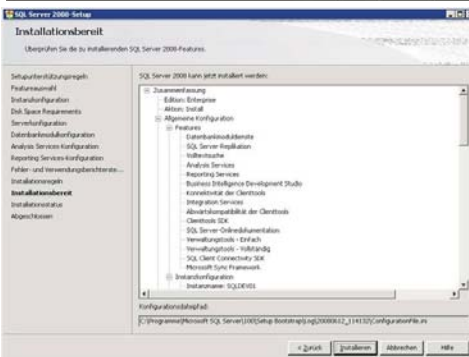 SQL Server 2008-Setup
Installationsbereit
Überprüfen Sie die zu installierenden SQL Server 2008-Features.
Setupunterstützungsregeln
Featureauswahl
Instanzkonfiguration
Disk Space Requirements
Serverkonfiguration
Datenbankmodulkonfiguration
Analysis Services-Konfiguration
Reporting Services-Konfiguration
Fehler- und Verwendungsberichterste...
Installationsregeln
Installationsbereit
Installationsstatus
Abgeschlossen
SQL Server 2008 kann jetzt installiert werden:
Zusammenfassung
Edition: Enterprise
Aktion: Install
Allgemeine Konfiguration
Features
Datenbankmoduldienste
SQL Server-Replikation
Volltextsuche
Analysis Services
Reporting Services
Business Intelligence Development Studio
Konnektivität der Clienttools
Integration Services
Abwärtskompatibilität der Clienttools
Clienttools SDK
SQL Server-Onlinedokumentation
Verwaltungstools - Einfach
Verwaltungstools - Vollständig
SQL Client Connectivity SDK
Microsoft Sync Framework
Instanzkonfiguration
Instanzname: SQLDEV01
Konfigurationsdateipfad:
C:\Programme\Microsoft SQL Server\100\Setup Bootstrap\Log\20080612_114132\ConfigurationFile.ini
< Zurück
Installieren
Abbrechen
Hilfe